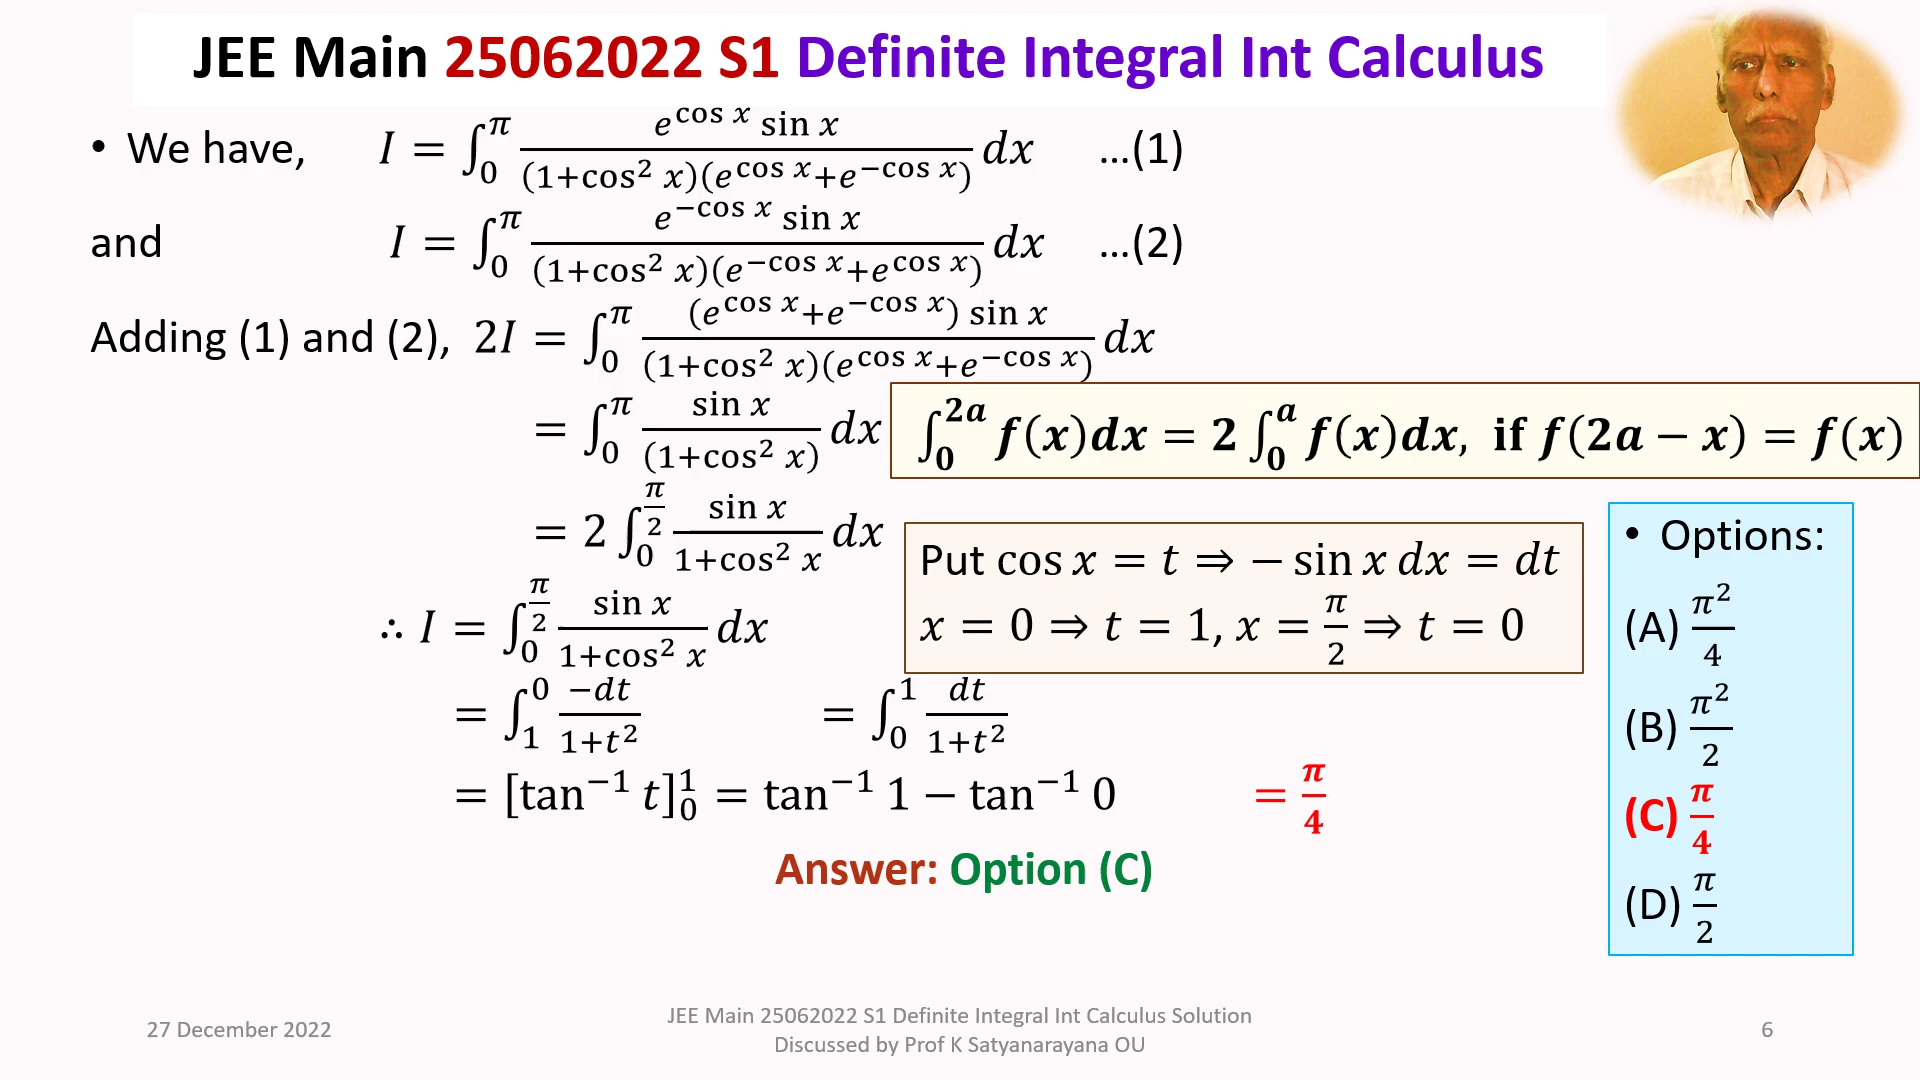 JEE Main 25062022 S1 Definite Integral Int Calculus
• We have, I = ∫₀^π (e^(cos x) sin x)/((1+cos² x)(e^(cos x)+e^(−cos x))) dx …(1)
and I = ∫₀^π (e^(−cos x) sin x)/((1+cos² x)(e^(−cos x)+e^(cos x))) dx …(2)
Adding (1) and (2), 2I = ∫₀^π ((e^(cos x)+e^(−cos x)) sin x)/((1+cos² x)(e^(cos x)+e^(−cos x))) dx
= ∫₀^π (sin x)/((1+cos² x)) dx
∫₀^(2a) f(x)dx = 2 ∫₀^a f(x)dx, if f(2a − x) = f(x)
= 2 ∫₀^(π/2) (sin x)/(1+cos² x) dx
Put cos x = t ⇒ − sin x dx = dt
x = 0 ⇒ t = 1, x = π/2 ⇒ t = 0
∴ I = ∫₀^(π/2) (sin x)/(1+cos² x) dx
= ∫₁^0 (−dt)/(1+t²) = ∫₀^1 (dt)/(1+t²)
= [tan⁻¹ t]₀¹ = tan⁻¹ 1 − tan⁻¹ 0 = π/4
Answer: Option (C)
• Options:
(A) π²/4
(B) π²/2
(C) π/4
(D) π/2
27 December 2022
JEE Main 25062022 S1 Definite Integral Int Calculus Solution
Discussed by Prof K Satyanarayana OU
6